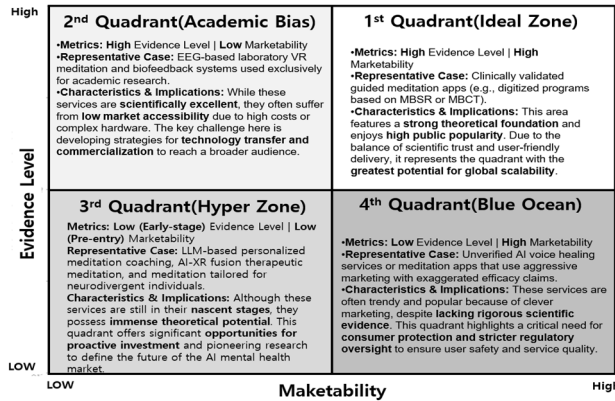 High
2nd Quadrant(Academic Bias)
•Metrics: High Evidence Level | Low Marketability
•Representative Case: EEG-based laboratory VR
meditation and biofeedback systems used exclusively
for academic research.
•Characteristics & Implications: While these
services are scientifically excellent, they often suffer
from low market accessibility due to high costs or
complex hardware. The key challenge here is
developing strategies for technology transfer and
commercialization to reach a broader audience.
1st Quadrant(Ideal Zone)
•Metrics: High Evidence Level | High
Marketability
•Representative Case: Clinically validated
guided meditation apps (e.g., digitized programs
based on MBSR or MBCT).
•Characteristics & Implications: This area
features a strong theoretical foundation and
enjoys high public popularity. Due to the
balance of scientific trust and user-friendly
delivery, it represents the quadrant with the
greatest potential for global scalability.
Evidence Level
3rd Quadrant(Hyper Zone)
Metrics: Low (Early-stage) Evidence Level | Low
(Pre-entry) Marketability
Representative Case: LLM-based personalized
meditation coaching, AI-XR fusion therapeutic
meditation, and meditation tailored for
neurodivergent individuals.
Characteristics & Implications: Although these
services are still in their nascent stages, they
possess immense theoretical potential. This
quadrant offers significant opportunities for
proactive investment and pioneering research
to define the future of the AI mental health
market.
4th Quadrant(Blue Ocean)
•Metrics: Low Evidence Level | High Marketability
•Representative Case: Unverified AI voice healing
services or meditation apps that use aggressive
marketing with exaggerated efficacy claims.
•Characteristics & Implications: These services are
often trendy and popular because of clever
marketing, despite lacking rigorous scientific
evidence. This quadrant highlights a critical need for
consumer protection and stricter regulatory
oversight to ensure user safety and service quality.
LOW
LOW
Maketability
High